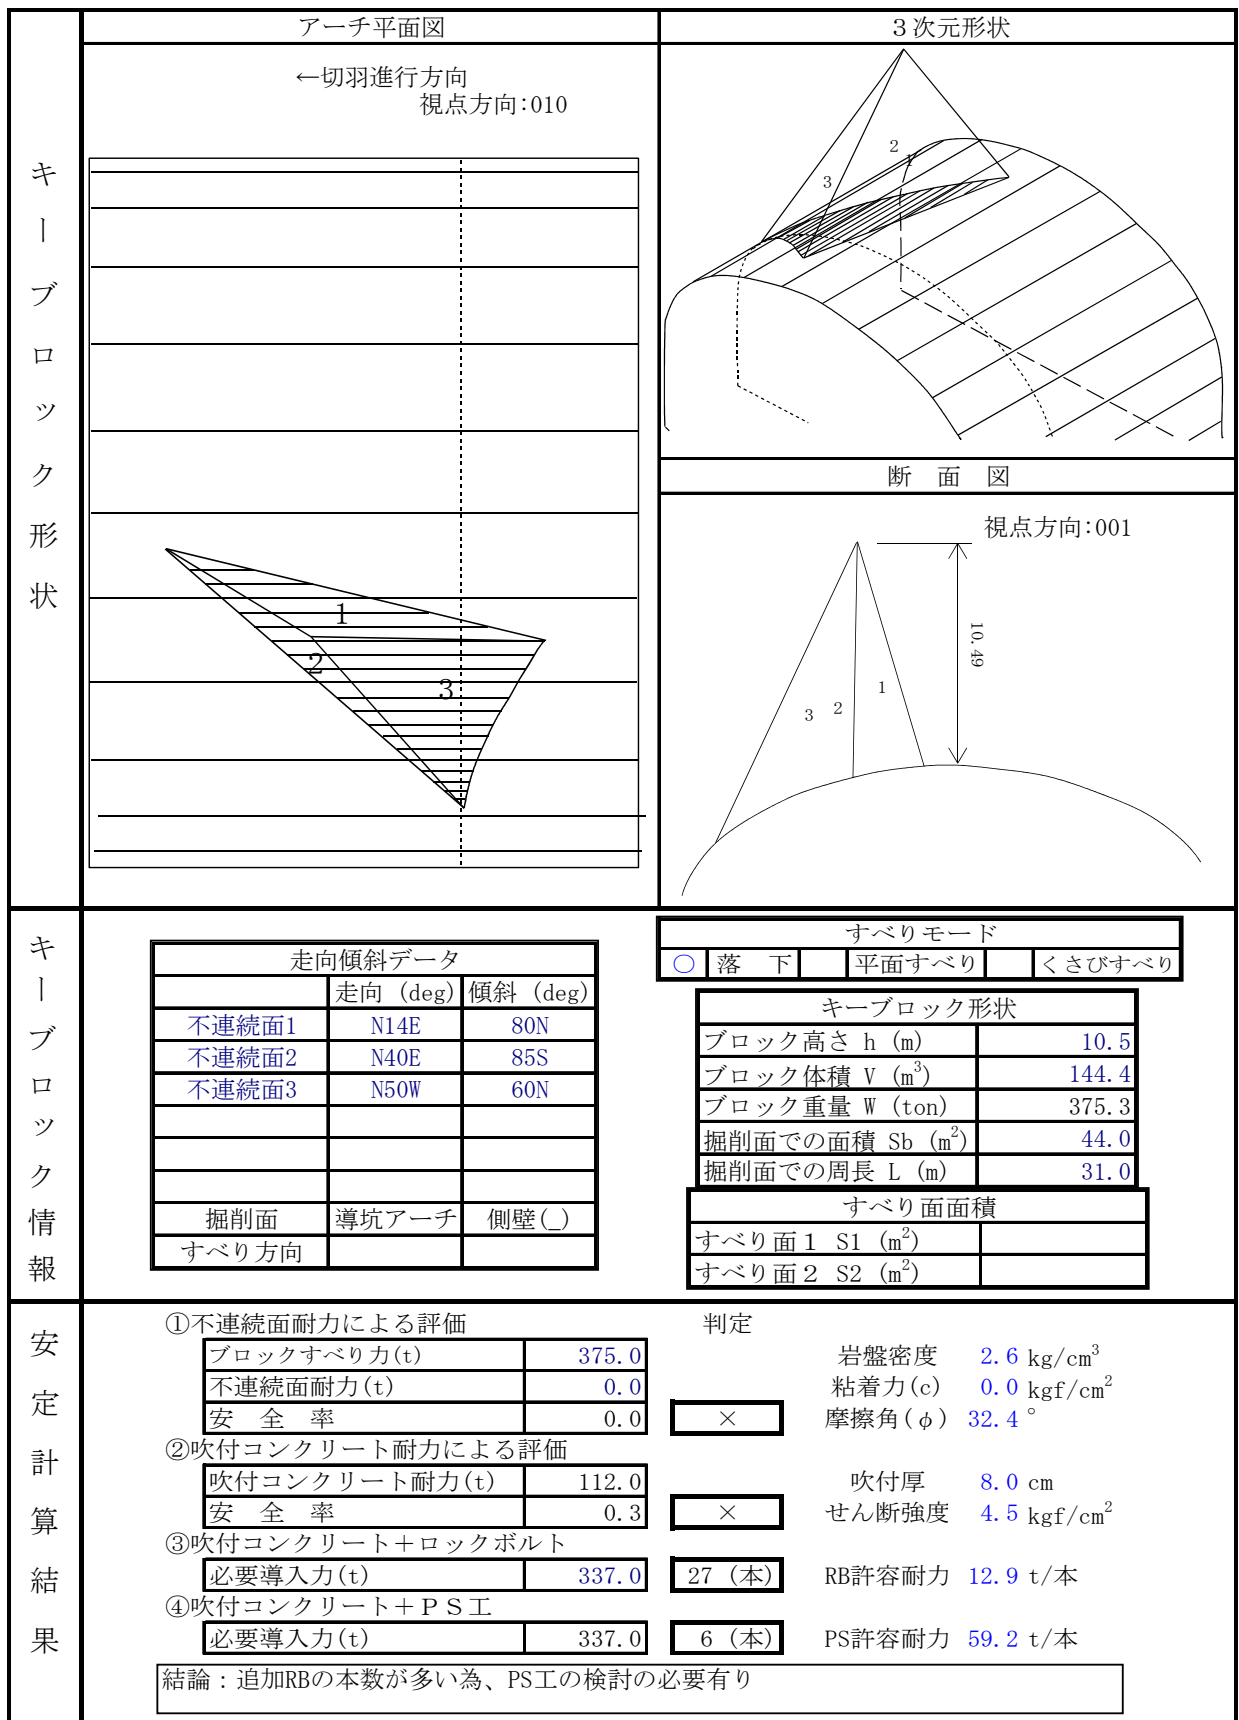 アーチ平面図
３次元形状
←切羽進行方向
視点方向:010
キーブロック形状
1
2
3
2
1
3
断　面　図
視点方向:001
10.49
3
2
1
キーブロック情報
走向傾斜データ
走向 (deg) 傾斜 (deg)
不連続面1 N14E 80N
不連続面2 N40E 85S
不連続面3 N50W 60N
掘削面 導坑アーチ 側壁(_)
すべり方向
すべりモード
○ 落　下 平面すべり くさびすべり
キーブロック形状
ブロック高さ h (m) 10.5
ブロック体積 V (m³) 144.4
ブロック重量 W (ton) 375.3
掘削面での面積 Sb (m²) 44.0
掘削面での周長 L (m) 31.0
すべり面面積
すべり面１ S1 (m²)
すべり面２ S2 (m²)
安定計算結果
①不連続面耐力による評価 判定
ブロックすべり力(t) 375.0 岩盤密度 2.6 kg/cm³
不連続面耐力(t) 0.0 粘着力(c) 0.0 kgf/cm²
安　全　率 0.0 × 摩擦角(φ) 32.4 °
②吹付コンクリート耐力による評価
吹付コンクリート耐力(t) 112.0 吹付厚 8.0 cm
安　全　率 0.3 × せん断強度 4.5 kgf/cm²
③吹付コンクリート＋ロックボルト
必要導入力(t) 337.0 27 (本) RB許容耐力 12.9 t/本
④吹付コンクリート＋ＰＳ工
必要導入力(t) 337.0 6 (本) PS許容耐力 59.2 t/本
結論：追加RBの本数が多い為、PS工の検討の必要有り